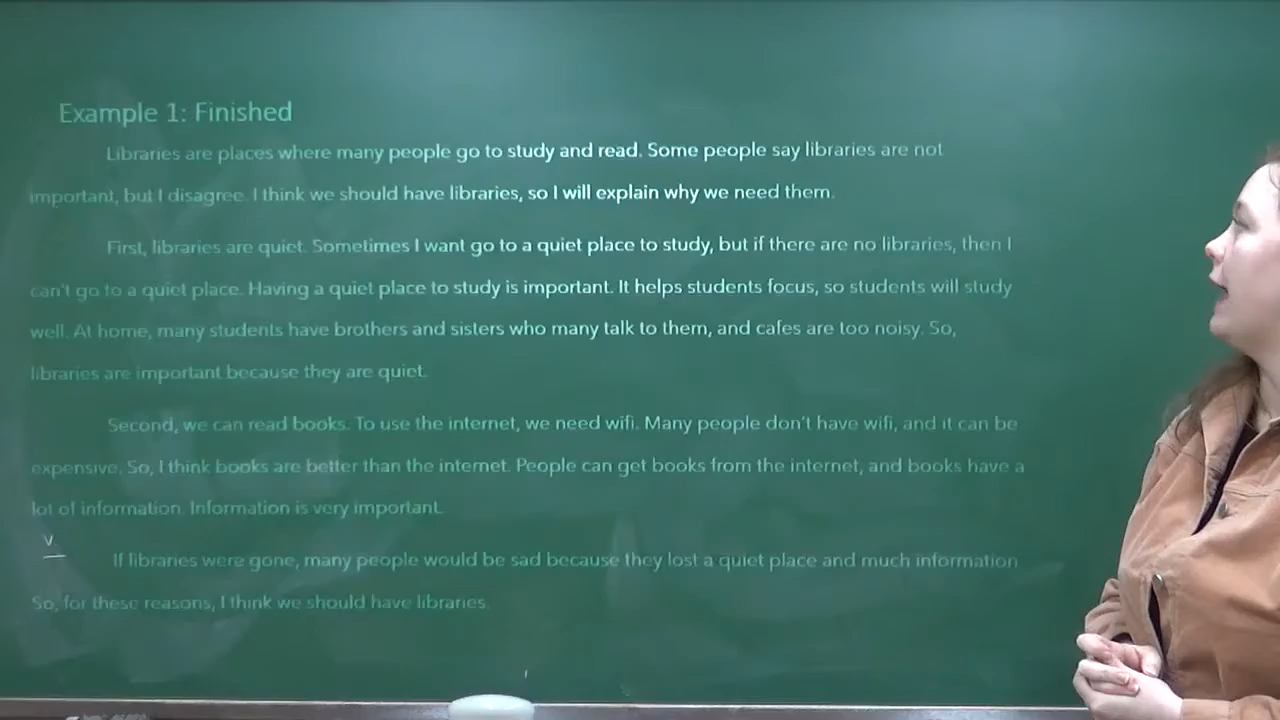 Example 1: Finished
Libraries are places where many people go to study and read. Some people say libraries are not
important, but I disagree. I think we should have libraries, so I will explain why we need them.
First, libraries are quiet. Sometimes I want go to a quiet place to study, but if there are no libraries, then I
can't go to a quiet place. Having a quiet place to study is important. It helps students focus, so students will study
well. At home, many students have brothers and sisters who many talk to them, and cafes are too noisy. So,
libraries are important because they are quiet.
Second, we can read books. To use the internet, we need wifi. Many people don't have wifi, and it can be
expensive. So, I think books are better than the internet. People can get books from the internet, and books have a
lot of information. Information is very important.
V
If libraries were gone, many people would be sad because they lost a quiet place and much information
So, for these reasons, I think we should have libraries.